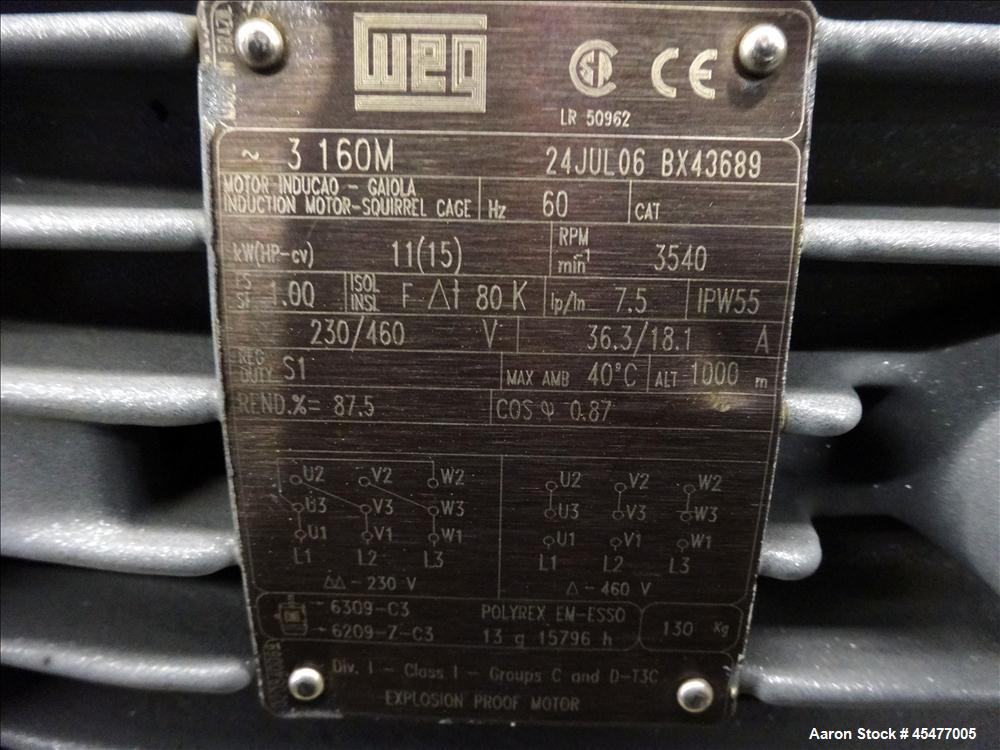 WEG
CSA CE
LR 50962
~ 3 160M 24JUL06 BX43689
MOTOR INDUCAO - GAIOLA
INDUCTION MOTOR-SQUIRREL CAGE Hz 60 CAT
kW(HP-cv) 11(15) RPM min-1 3540
FS SF 1.00 ISOL INSL F Δt 80 K Ip/In 7.5 IPW55
230/460 V 36.3/18.1 A
REG DUTY S1 MAX AMB 40°C ALT 1000 m
REND.%= 87.5 COS φ 0.87
U2 V2 W2 U2 V2 W2
U3 V3 W3 U3 V3 W3
U1 V1 W1 U1 V1 W1
L1 L2 L3 L1 L2 L3
ΔΔ - 230 V Δ - 460 V
6309-C3 POLYREX EM-ESSO
6209-Z-C3 13 g 15796 h 130 Kg
Div. I - Class I - Groups C and D-T3C
EXPLOSION PROOF MOTOR
Aaron Stock # 45477005